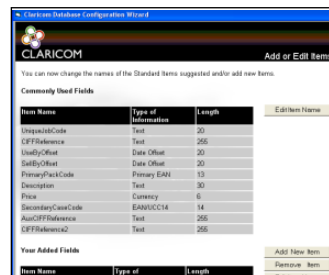 Claricom Database Configuration Wizard
CLARICOM
Add or Edit Items
You can now change the names of the Standard Items suggested and/or add new Items.
Commonly Used Fields
Item Name Type of Information Length
EditItem Name
UniqueJobCode Text 20
CIFFReference Text 255
UseByOffset Date Offset 20
SellByOffset Date Offset 20
PrimaryPackCode Primary EAN 13
Description Text 30
Price Currency 6
SecondaryCaseCode EAN/UCC14 14
AuxCIFFReference Text 255
CIFFReference2 Text 255
Your Added Fields
Add New Item
Remove Item
Item Name Type of Length